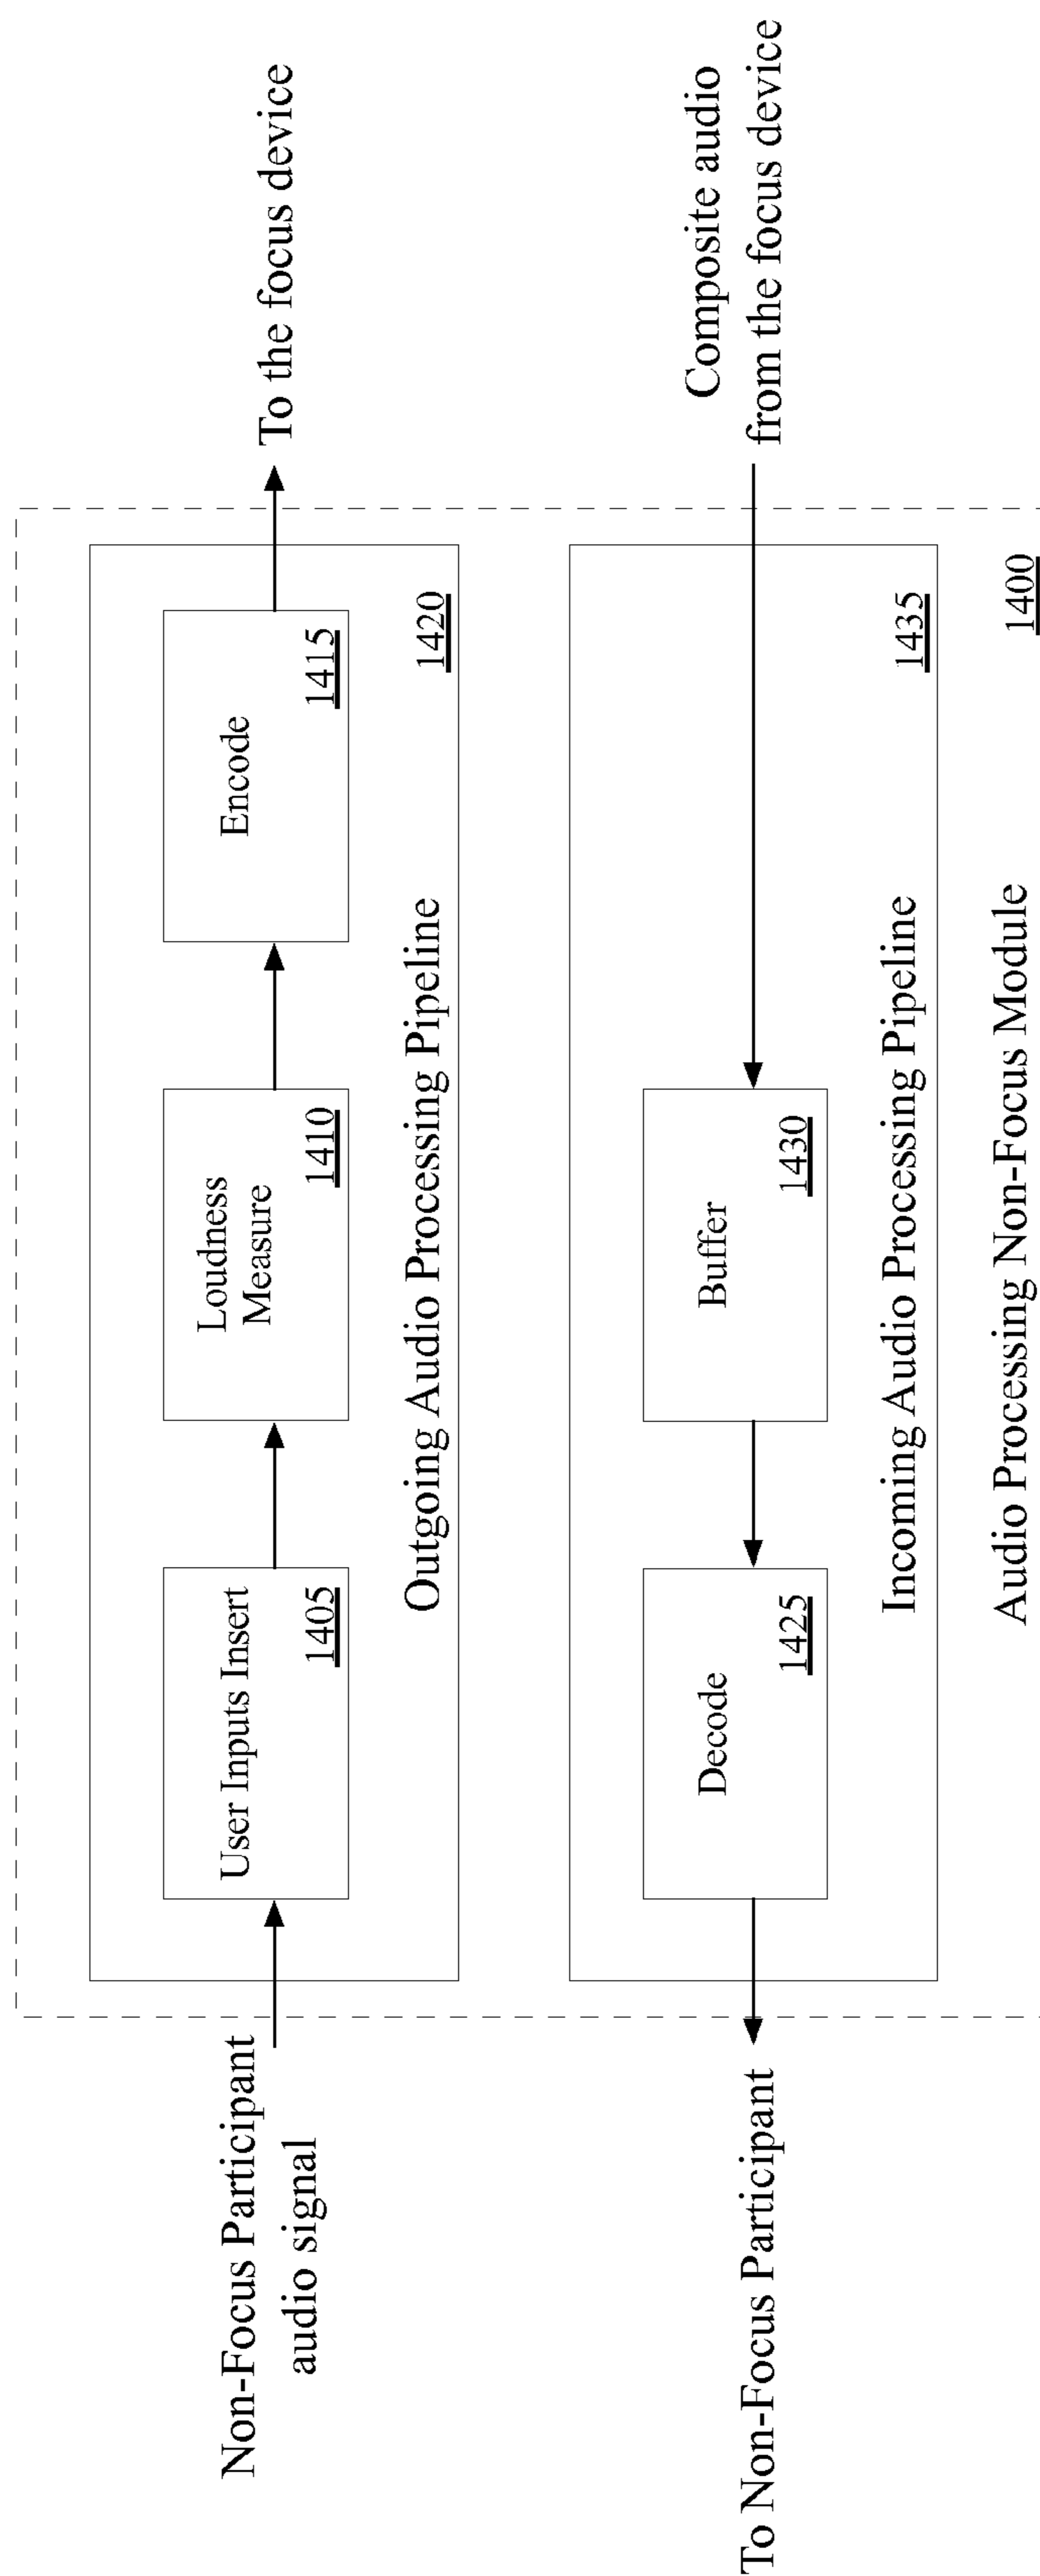 Non-Focus Participant
audio signal
User Inputs Insert
1405
Loudness
Measure
1410
Encode
1415
To the focus device
Outgoing Audio Processing Pipeline
1420
To Non-Focus Participant
Decode
1425
Buffer
1430
Composite audio
from the focus device
Incoming Audio Processing Pipeline
1435
Audio Processing Non-Focus Module
1400